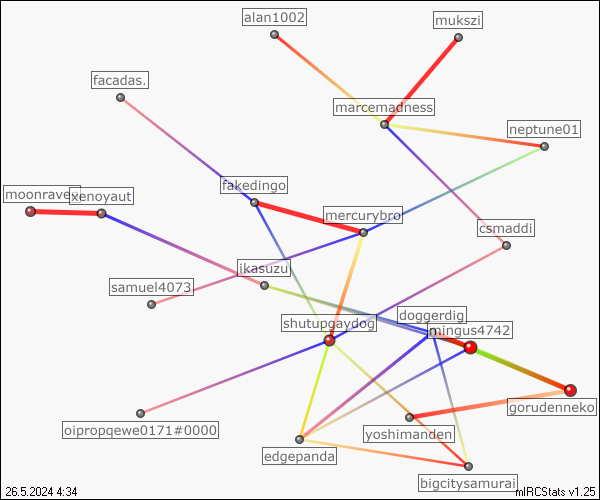 alan1002
mukszi
facadas.
marcemadness
neptune01
fakedingo
moonrave
xenoyaut
mercurybro
csmaddi
ikasuzu
samuel4073
doggerdig
shutupgaydog
mingus4742
gorudenneko
oipropqewe0171#0000
yoshimanden
edgepanda
bigcitysamurai
26.5.2024 4:34
mIRCStats v1.25